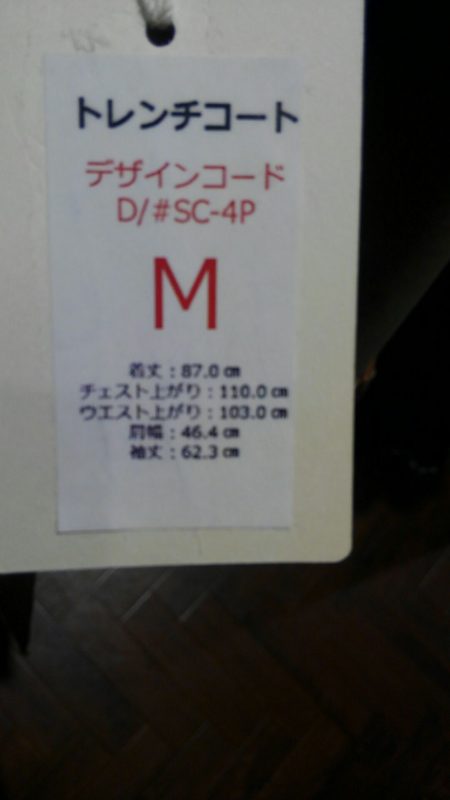 トレンチコート
デザインコード
D/#SC-4P
M
着丈：87.0㎝
チェスト上がり：110.0㎝
ウエスト上がり：103.0㎝
肩幅：46.4㎝
袖丈：62.3㎝